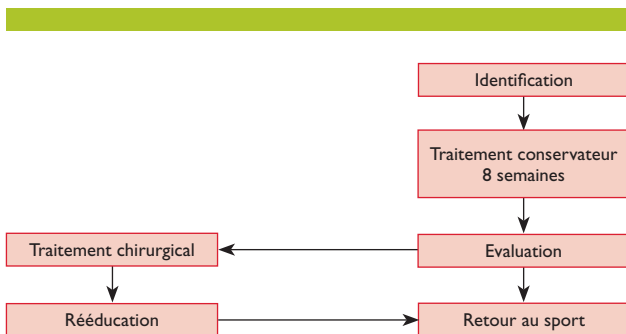 Identification
Traitement conservateur
8 semaines
Traitement chirurgical
Evaluation
Rééducation
Retour au sport